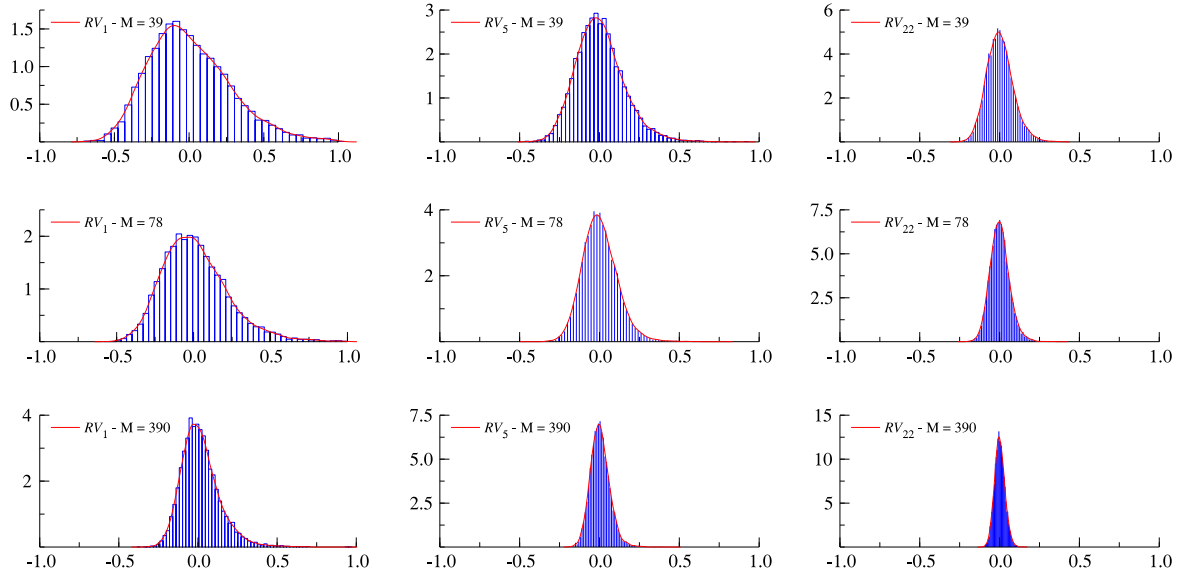 RV1 - M = 39
1.5
1.0
0.5
-1.0 -0.5 0.0 0.5 1.0
RV5 - M = 39
3
2
1
-1.0 -0.5 0.0 0.5 1.0
RV22 - M = 39
6
4
2
-1.0 -0.5 0.0 0.5 1.0
RV1 - M = 78
2
1
-1.0 -0.5 0.0 0.5 1.0
RV5 - M = 78
4
2
-1.0 -0.5 0.0 0.5 1.0
RV22 - M = 78
7.5
5.0
2.5
-1.0 -0.5 0.0 0.5 1.0
RV1 - M = 390
4
2
-1.0 -0.5 0.0 0.5 1.0
RV5 - M = 390
7.5
5.0
2.5
-1.0 -0.5 0.0 0.5 1.0
RV22 - M = 390
15
10
5
-1.0 -0.5 0.0 0.5 1.0